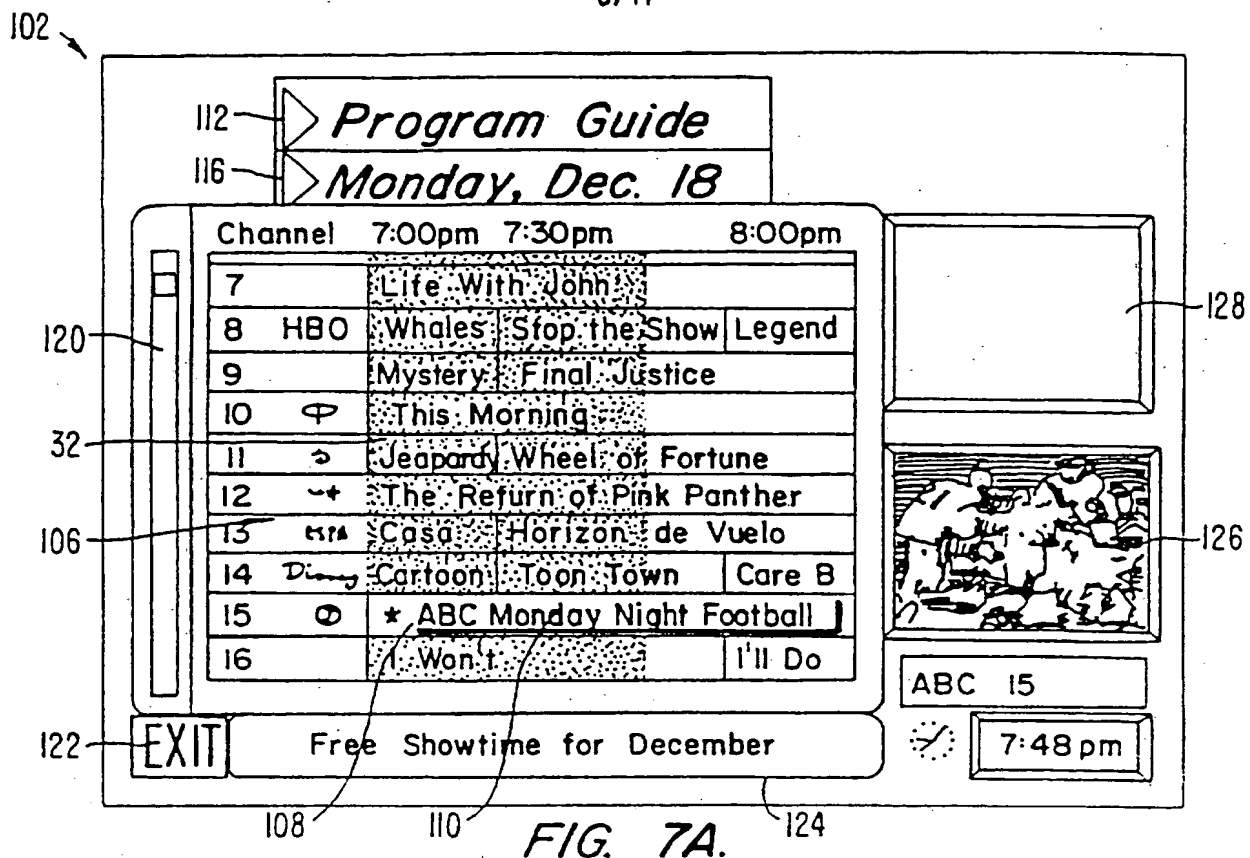 102
112 Program Guide
116 Monday, Dec. 18
Channel 7:00pm 7:30pm 8:00pm
7 Life With John
8 HBO Whales Stop the Show Legend
128
120
9 Mystery Final Justice
10 This Morning
32
11 Jeapardy Wheel of Fortune
12 The Return of Pink Panther
106
13 Casa Horizon de Vuelo
126
14 Disney Cartoon Toon Town Care B
15 * ABC Monday Night Football
16 I Won't I'll Do
ABC 15
122 EXIT Free Showtime for December 7:48pm
108 110 124
FIG. 7A.